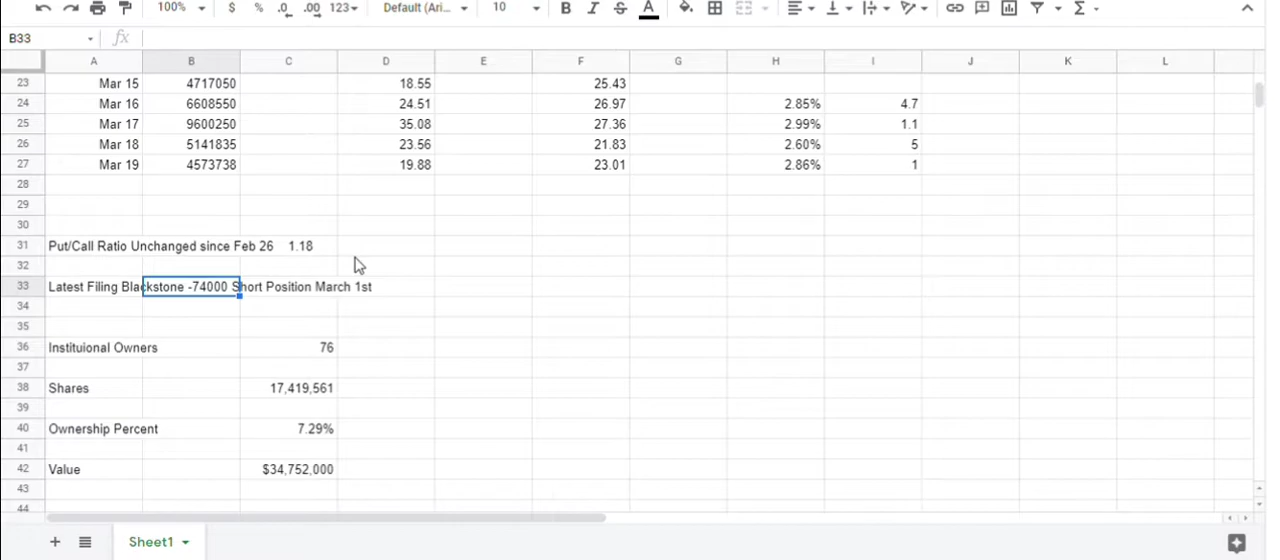 100% $ % .0 .00 123 Default (Ari... 10 B I S A
B33 fx
A B C D E F G H I J K L
23 Mar 15 4717050 18.55 25.43
24 Mar 16 6608550 24.51 26.97 2.85% 4.7
25 Mar 17 9600250 35.08 27.36 2.99% 1.1
26 Mar 18 5141835 23.56 21.83 2.60% 5
27 Mar 19 4573738 19.88 23.01 2.86% 1
28
29
30
31 Put/Call Ratio Unchanged since Feb 26 1.18
32
33 Latest Filing Blackstone -74000 Short Position March 1st
34
35
36 Instituional Owners 76
37
38 Shares 17,419,561
39
40 Ownership Percent 7.29%
41
42 Value $34,752,000
43
44
+ Sheet1